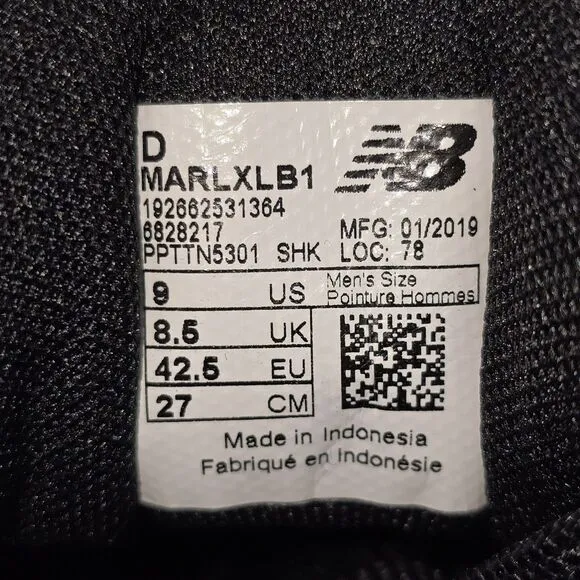 D
MARLXLB1
NB
192662531364
6828217
MFG: 01/2019
PPTTN5301 SHK LOC: 78
9 US Men's Size
Pointure Hommes
8.5 UK
42.5 EU
27 CM
Made in Indonesia
Fabriqué en Indonésie